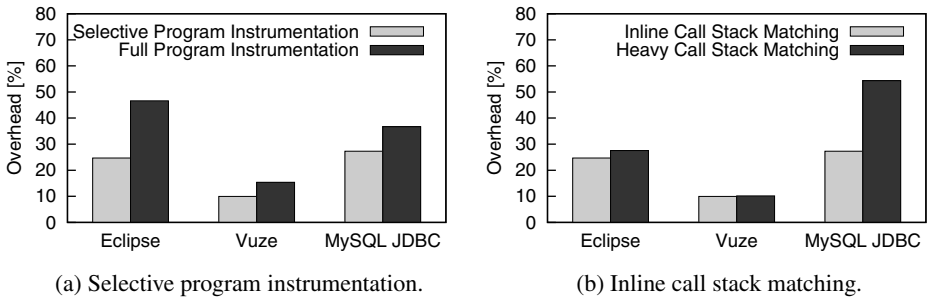 80
70
60
50
40
30
20
10
0
Overhead [%]
Selective Program Instrumentation
Full Program Instrumentation
Eclipse Vuze MySQL JDBC
(a) Selective program instrumentation.
80
70
60
50
40
30
20
10
0
Overhead [%]
Inline Call Stack Matching
Heavy Call Stack Matching
Eclipse Vuze MySQL JDBC
(b) Inline call stack matching.